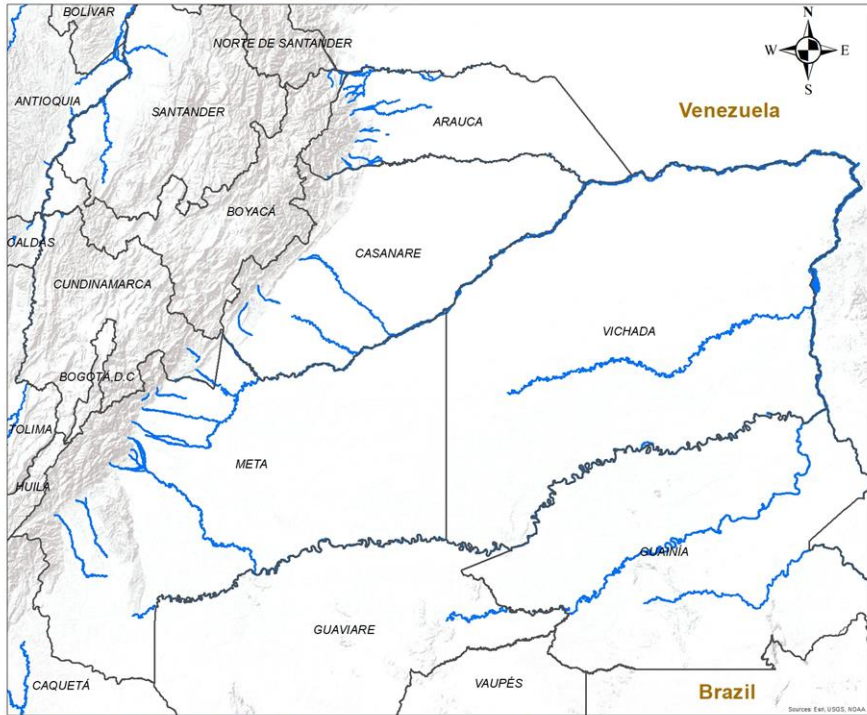 BOLÍVAR
NORTE DE SANTANDER
N
W E
S
ANTIOQUIA
SANTANDER
ARAUCA
Venezuela
BOYACÁ
CALDAS
CASANARE
CUNDINAMARCA
VICHADA
BOGOTÁ,D.C
TOLIMA
META
HUILA
GUAINÍA
GUAVIARE
CAQUETÁ
VAUPÉS
Brazil
Sources: Esri, USGS, NOAA